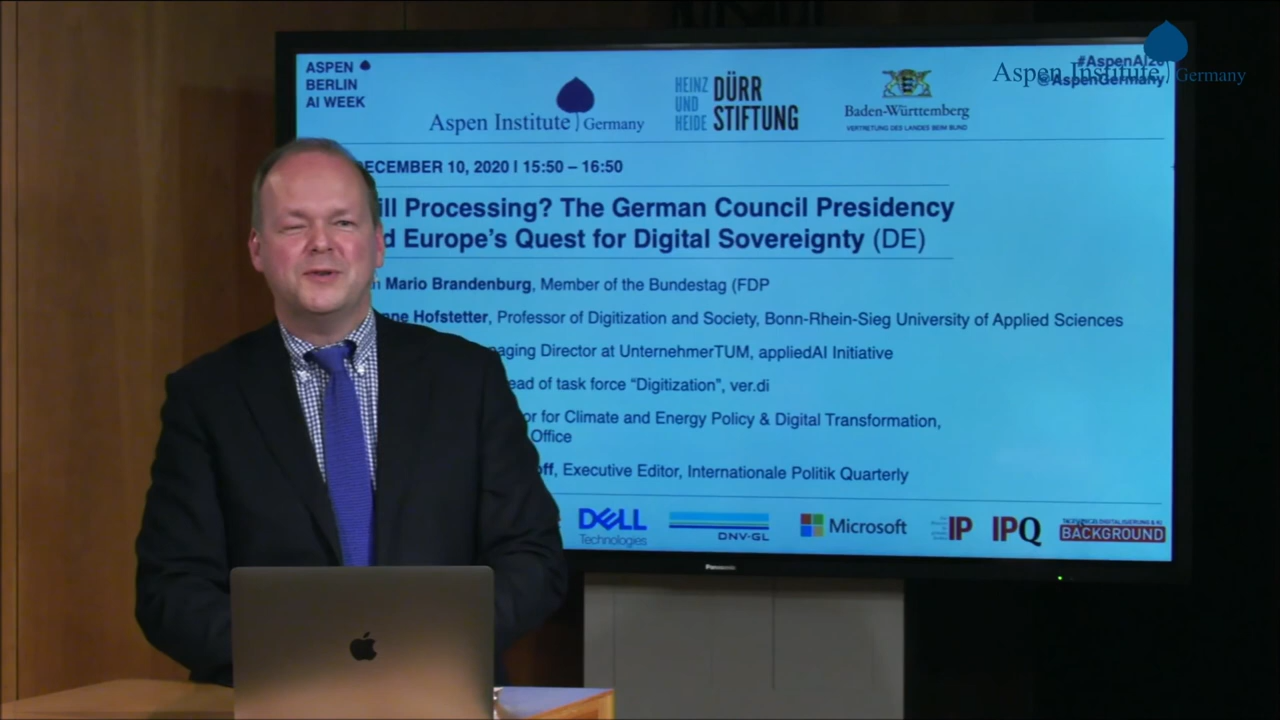 ASPEN
BERLIN
AI WEEK
Aspen Institute Germany
HEINZ
UND
HEIDE
DÜRR
STIFTUNG
Baden-Württemberg
VERTRETUNG DES LANDES BEIM BUND
@AspenGermany
Aspen Institute Germany
ECEMBER 10, 2020 I 15:50 – 16:50
ill Processing? The German Council Presidency
d Europe's Quest for Digital Sovereignty (DE)
Mario Brandenburg, Member of the Bundestag (FDP
nne Hofstetter, Professor of Digitization and Society, Bonn-Rhein-Sieg University of Applied Sciences
aging Director at UnternehmerTUM, appliedAI Initiative
ead of task force "Digitization", ver.di
or for Climate and Energy Policy & Digital Transformation,
Office
off, Executive Editor, Internationale Politik Quarterly
DELL
Technologies
DNV·GL
Microsoft
IP
IPQ
BACKGROUND
Panasonic